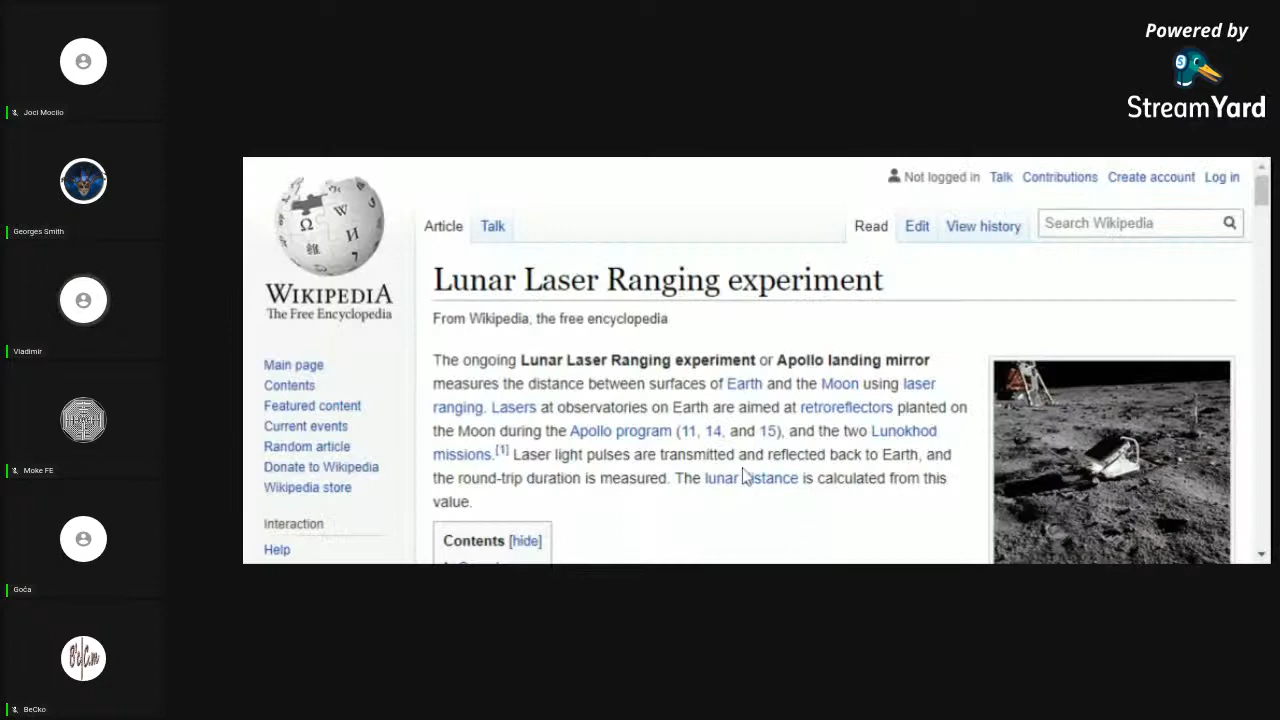 Joci Mocilo
Georges Smith
Vladimir
Moke FE
Goća
BeCko
Powered by
StreamYard
WIKIPEDIA
The Free Encyclopedia
Main page
Contents
Featured content
Current events
Random article
Donate to Wikipedia
Wikipedia store
Interaction
Help
Not logged in Talk Contributions Create account Log in
Article Talk Read Edit View history Search Wikipedia
Lunar Laser Ranging experiment
From Wikipedia, the free encyclopedia
The ongoing Lunar Laser Ranging experiment or Apollo landing mirror
measures the distance between surfaces of Earth and the Moon using laser
ranging. Lasers at observatories on Earth are aimed at retroreflectors planted on
the Moon during the Apollo program (11, 14, and 15), and the two Lunokhod
missions.[1] Laser light pulses are transmitted and reflected back to Earth, and
the round-trip duration is measured. The lunar distance is calculated from this
value.
Contents [hide]